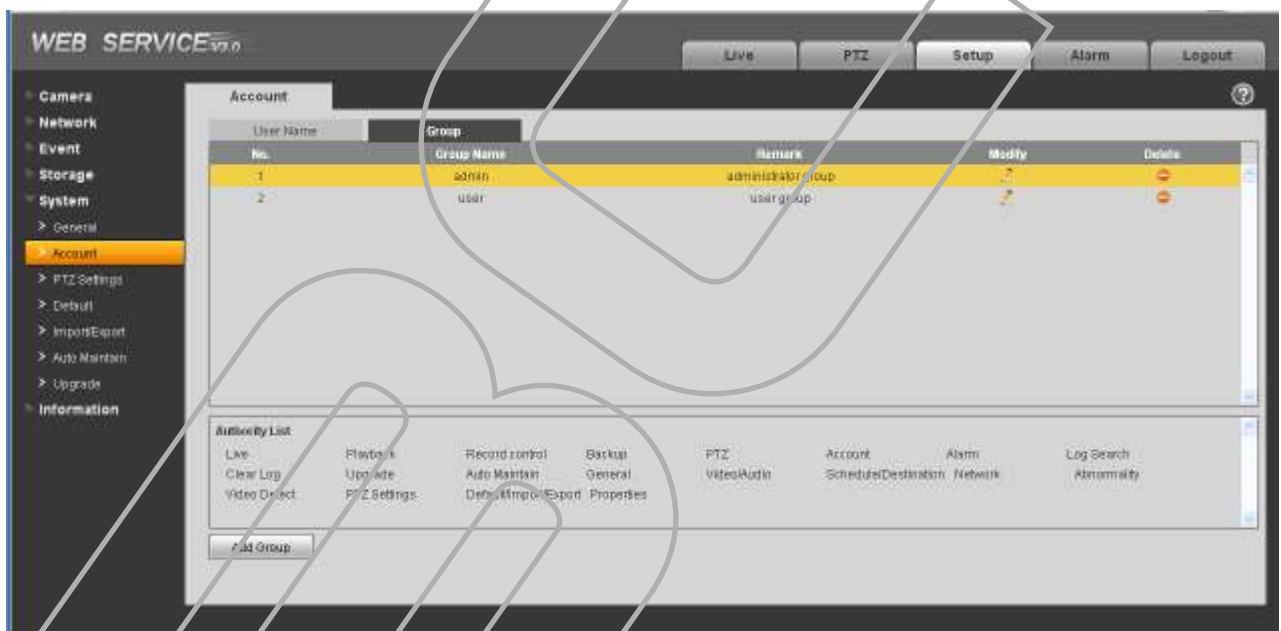 WEB SERVICE V3.0
Live PTZ Setup Alarm Logout
Camera
Network
Event
Storage
System
General
Account
PTZ Settings
Default
Import/Export
Auto Maintain
Upgrade
Information
Account
User Name Group
No. Group Name Remark Modify Delete
1 admin administrator group
2 user user group
Authority List
Live Playback Record control Backup PTZ Account Alarm Log Search
Clear Log Upgrade Auto Maintain General Video/Audio Schedule/Destination Network Abnormality
Video Detect PTZ Settings Default/Import/Export Properties
Add Group